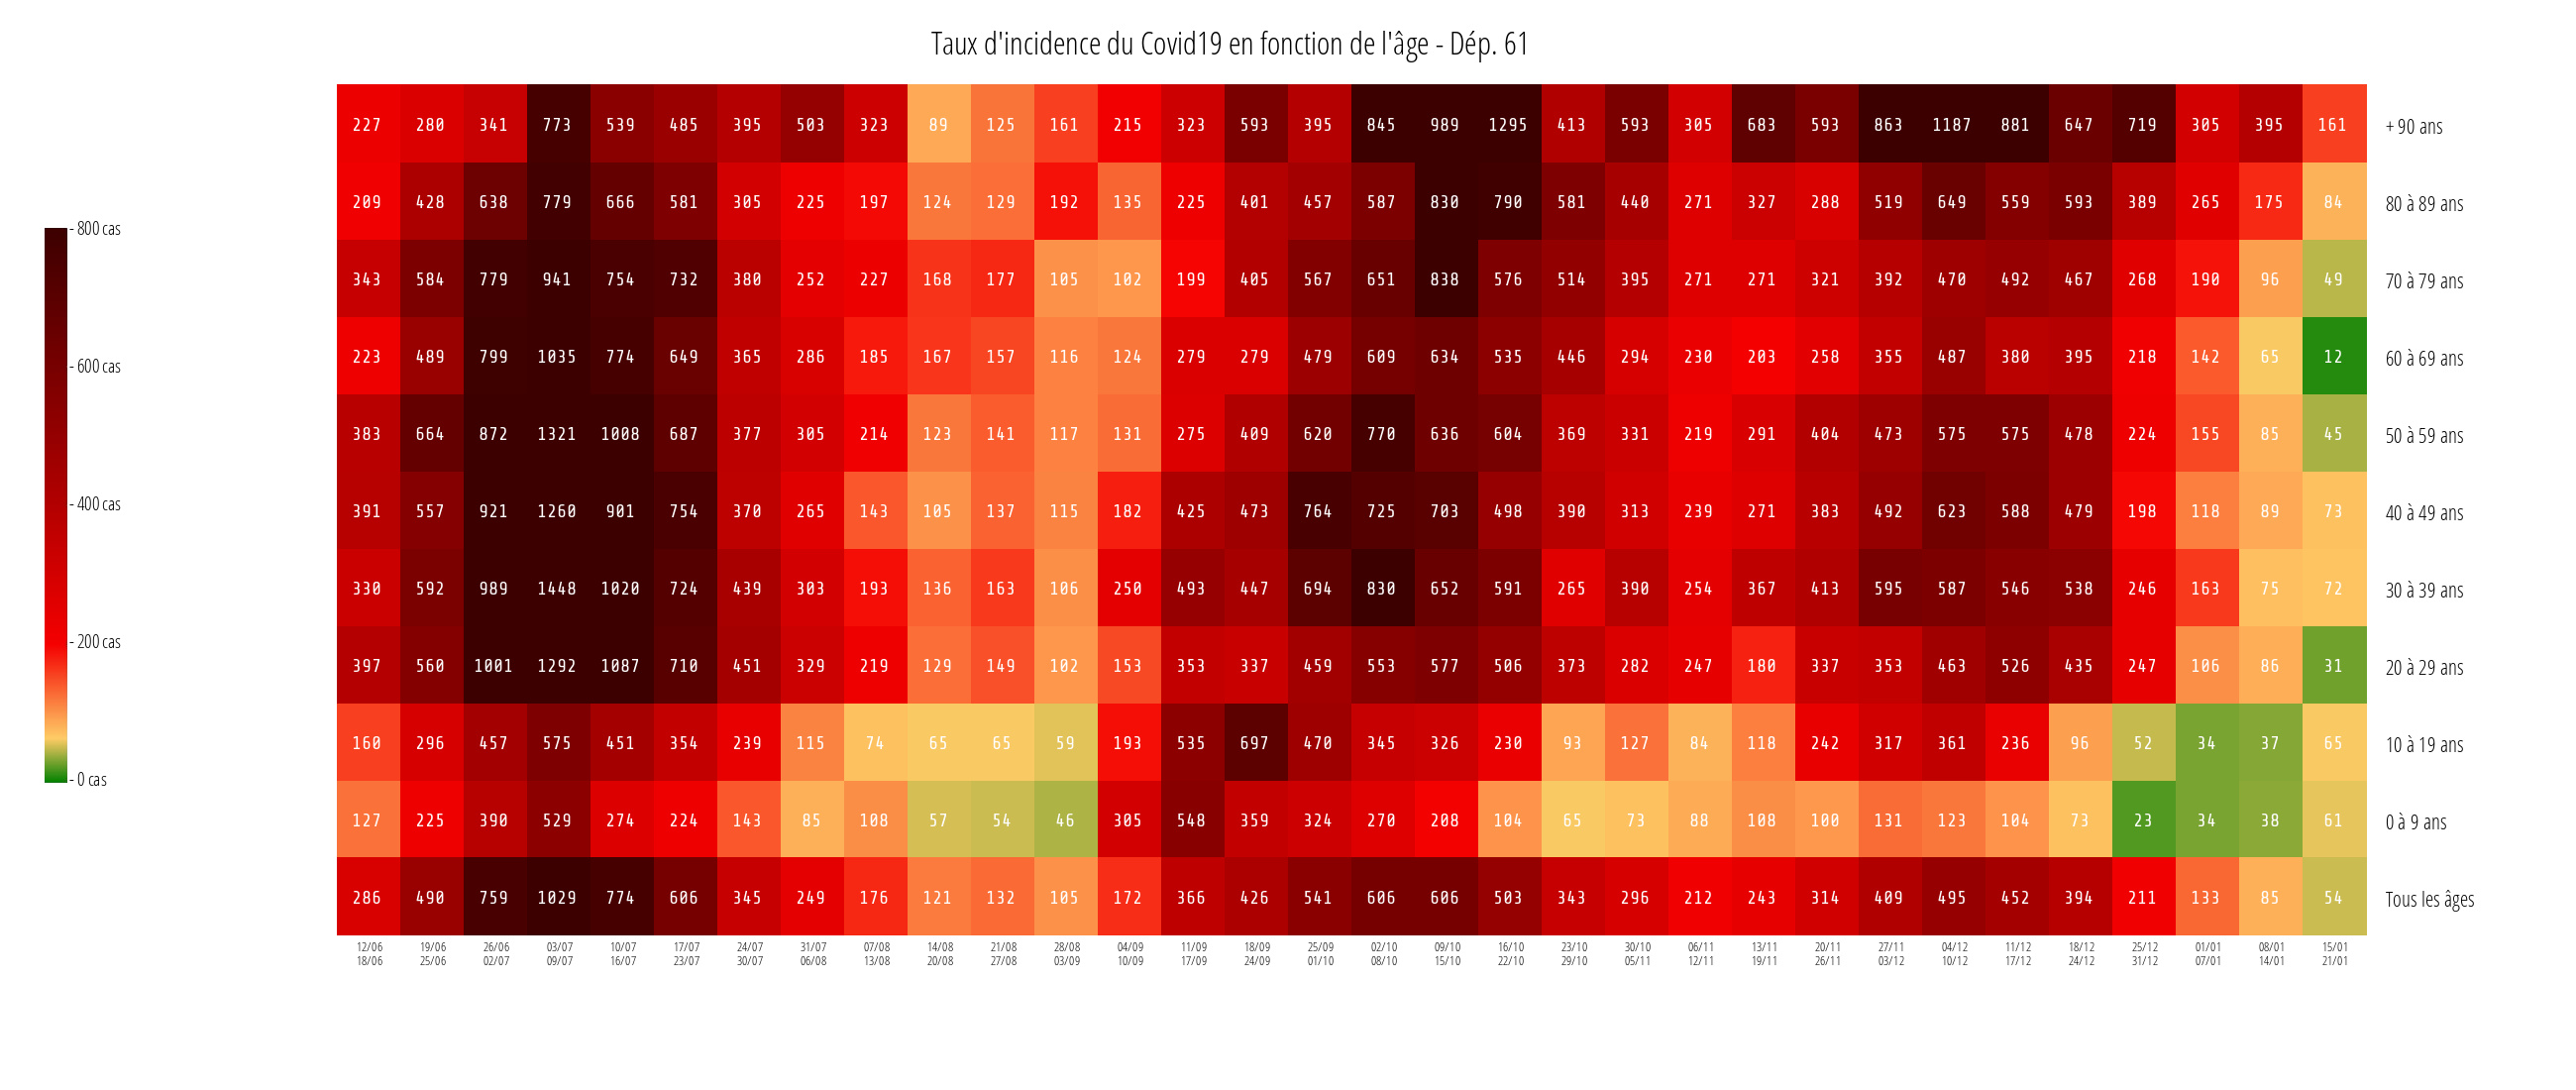 Taux d'incidence du Covid19 en fonction de l'âge - Dép. 61
227 280 341 773 539 485 395 503 323 89 125 161 215 323 593 395 845 989 1295 413 593 305 683 593 863 1187 881 647 719 305 395 161 + 90 ans
209 428 638 779 666 581 305 225 197 124 129 192 135 225 401 457 587 830 790 581 440 271 327 288 519 649 559 593 389 265 175 84 80 à 89 ans
343 584 779 941 754 732 380 252 227 168 177 105 102 199 405 567 651 838 576 514 395 271 271 321 392 470 492 467 268 190 96 49 70 à 79 ans
223 489 799 1035 774 649 365 286 185 167 157 116 124 279 279 479 609 634 535 446 294 230 203 258 355 487 380 395 218 142 65 12 60 à 69 ans
383 664 872 1321 1008 687 377 305 214 123 141 117 131 275 409 620 770 636 604 369 331 219 291 404 473 575 575 478 224 155 85 45 50 à 59 ans
391 557 921 1260 901 754 370 265 143 105 137 115 182 425 473 764 725 703 498 390 313 239 271 383 492 623 588 479 198 118 89 73 40 à 49 ans
330 592 989 1448 1020 724 439 303 193 136 163 106 250 493 447 694 830 652 591 265 390 254 367 413 595 587 546 538 246 163 75 72 30 à 39 ans
397 560 1001 1292 1087 710 451 329 219 129 149 102 153 353 337 459 553 577 506 373 282 247 180 337 353 463 526 435 247 106 86 31 20 à 29 ans
160 296 457 575 451 354 239 115 74 65 65 59 193 535 697 470 345 326 230 93 127 84 118 242 317 361 236 96 52 34 37 65 10 à 19 ans
127 225 390 529 274 224 143 85 108 57 54 46 305 548 359 324 270 208 104 65 73 88 108 100 131 123 104 73 23 34 38 61 0 à 9 ans
286 490 759 1029 774 606 345 249 176 121 132 105 172 366 426 541 606 606 503 343 296 212 243 314 409 495 452 394 211 133 85 54 Tous les âges
12/06 19/06 26/06 03/07 10/07 17/07 24/07 31/07 07/08 14/08 21/08 28/08 04/09 11/09 18/09 25/09 02/10 09/10 16/10 23/10 30/10 06/11 13/11 20/11 27/11 04/12 11/12 18/12 25/12 01/01 08/01 15/01
18/06 25/06 02/07 09/07 16/07 23/07 30/07 06/08 13/08 20/08 27/08 03/09 10/09 17/09 24/09 01/10 08/10 15/10 22/10 29/10 05/11 12/11 19/11 26/11 03/12 10/12 17/12 24/12 31/12 07/01 14/01 21/01
- 800 cas
- 600 cas
- 400 cas
- 200 cas
- 0 cas